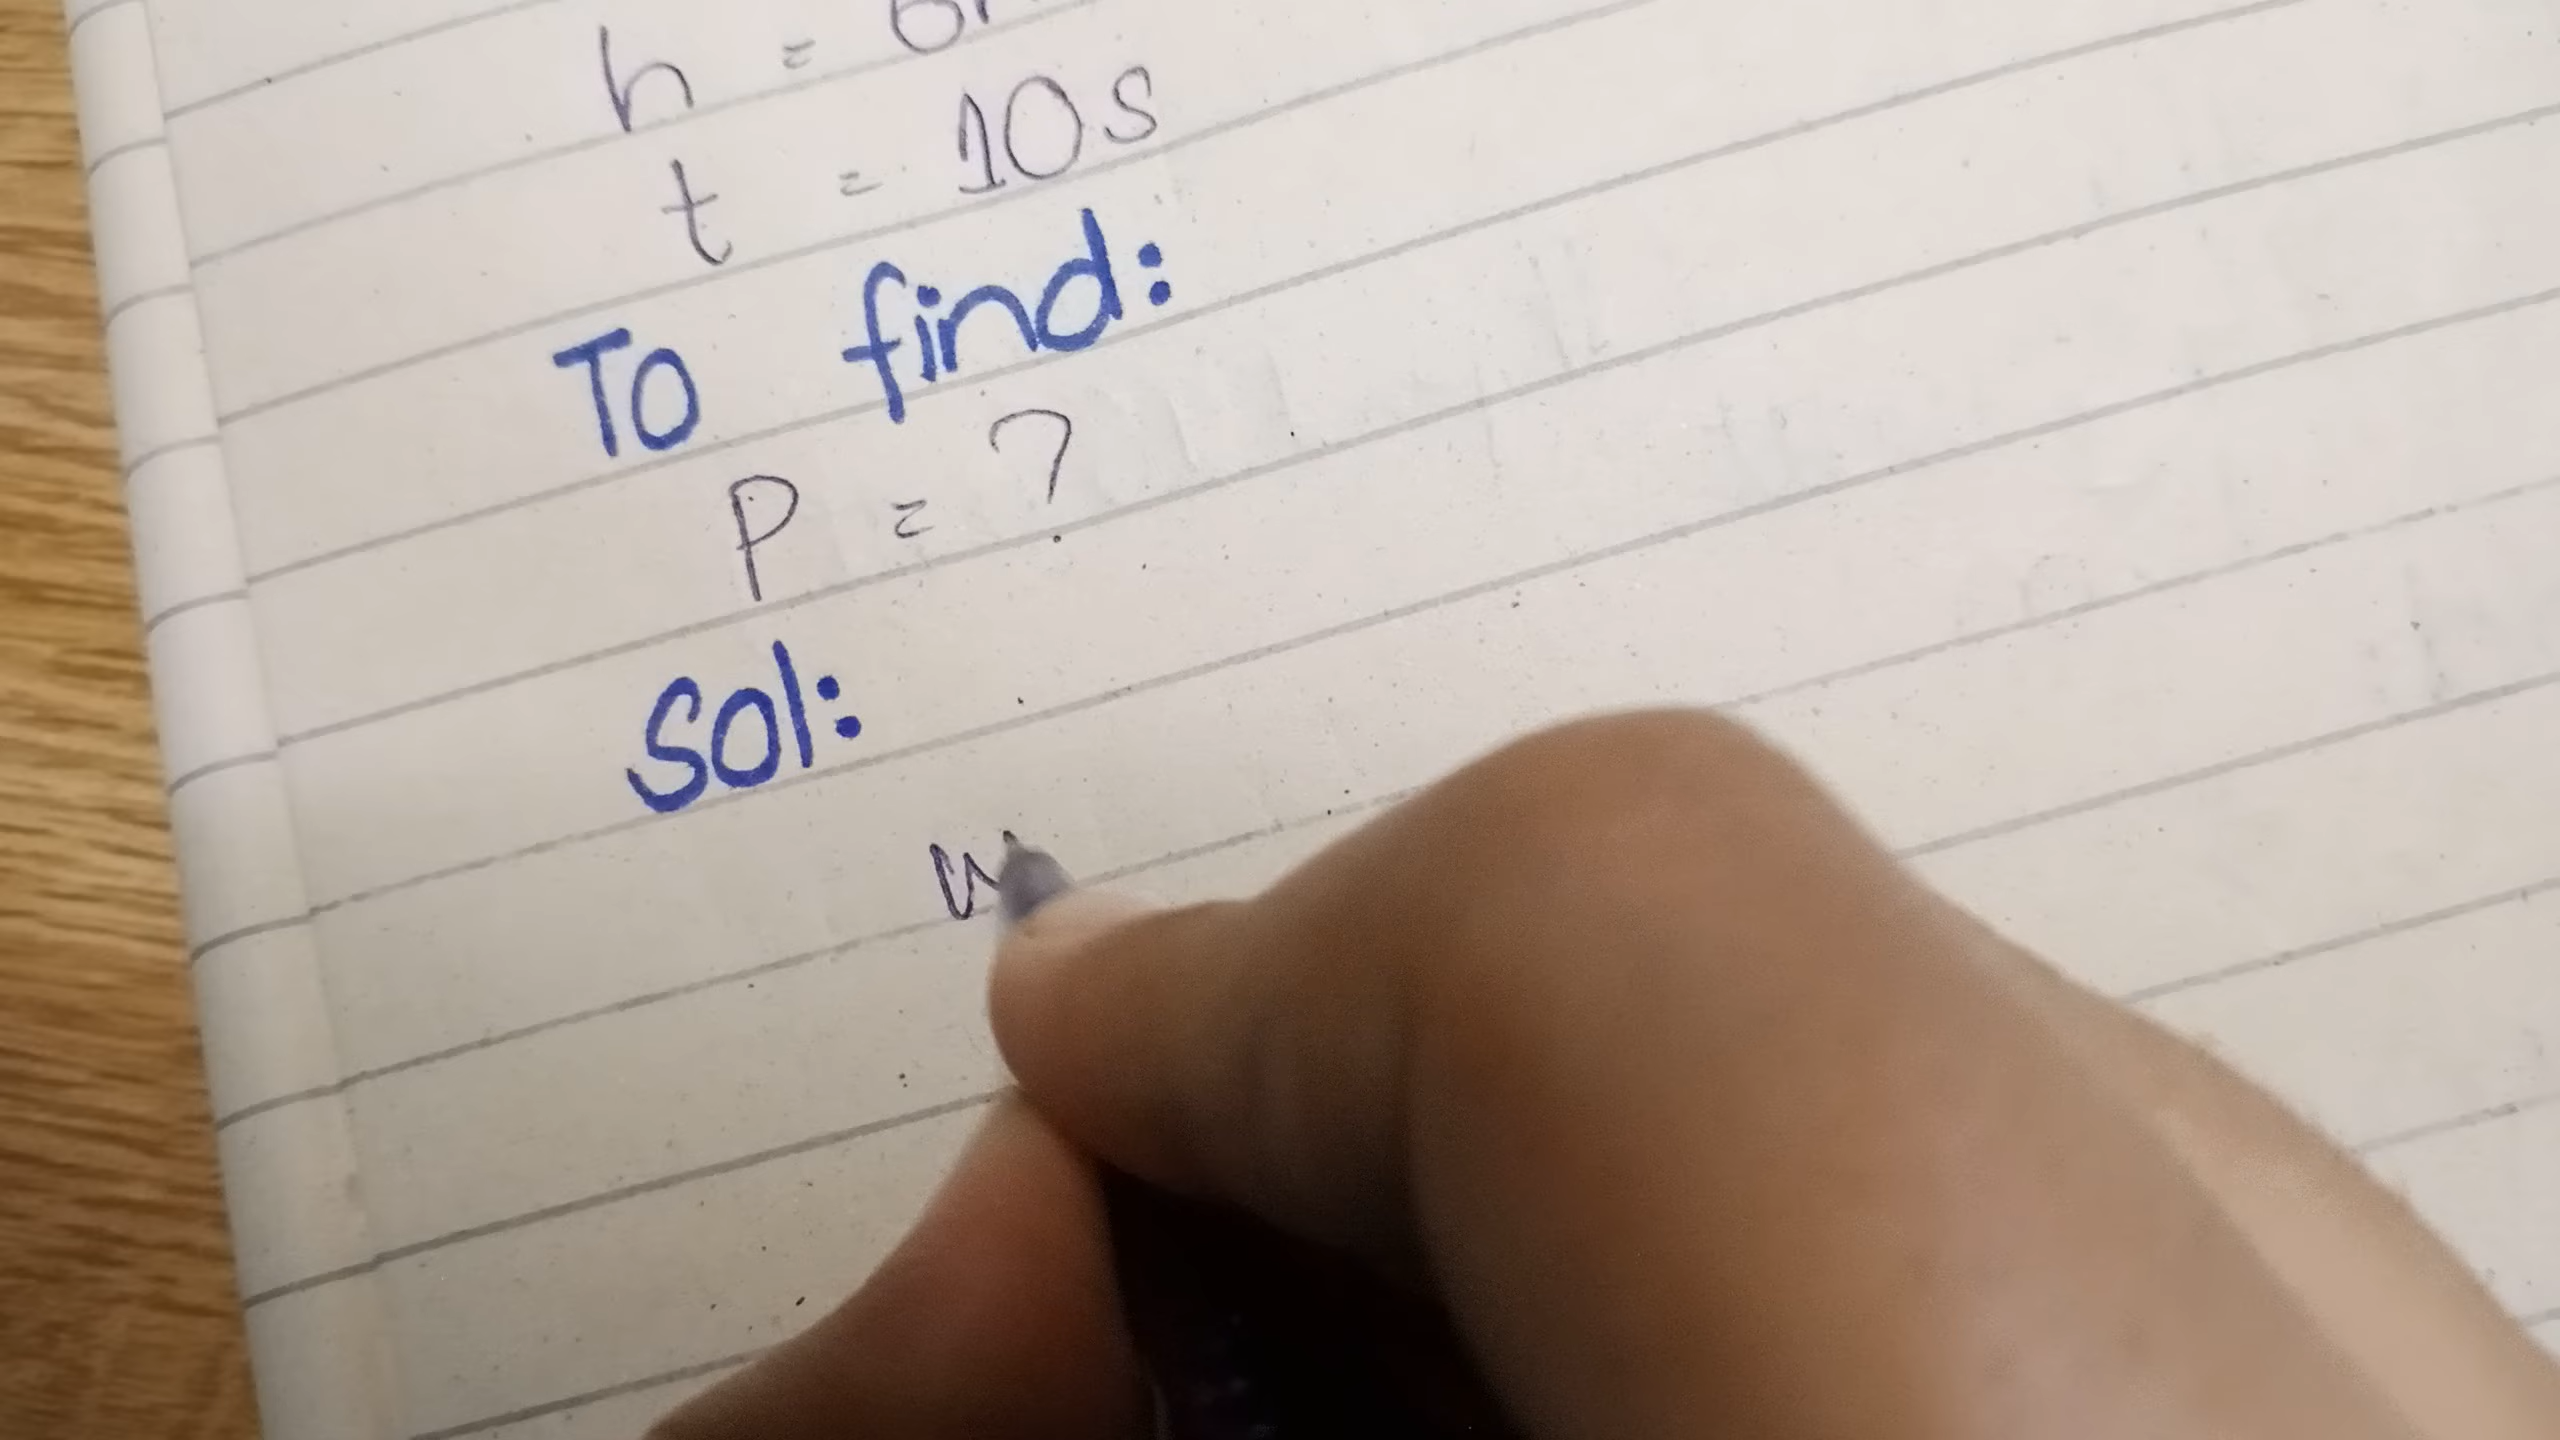 h =
t = 10s
To find:
P = ?
Sol: